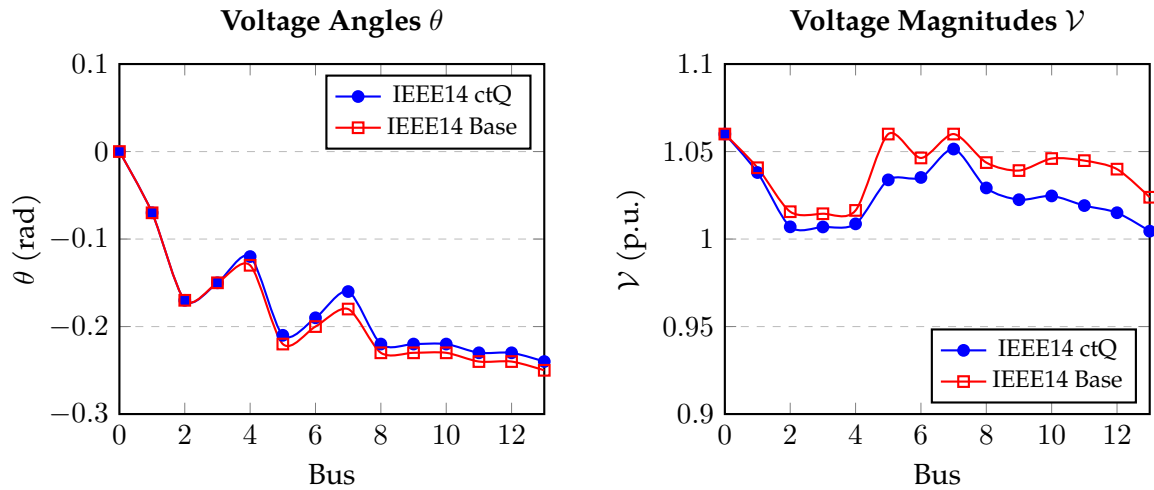 Voltage Angles θ
0.1
0
−0.1
−0.2
−0.3
θ (rad)
0
2
4
6
8
10
12
Bus
IEEE14 ctQ
IEEE14 Base
Voltage Magnitudes 𝒱
1.1
1.05
1
0.95
0.9
𝒱 (p.u.)
0
2
4
6
8
10
12
Bus
IEEE14 ctQ
IEEE14 Base